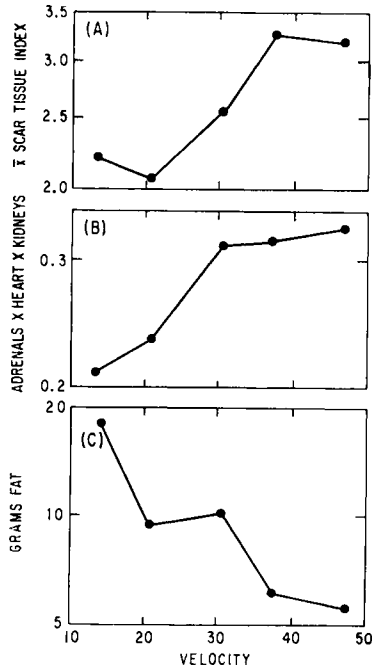 (A)
x̄ SCAR TISSUE INDEX
3.5
3.0
2.5
2.0
(B)
ADRENALS X HEART X KIDNEYS
0.3
0.2
(C)
GRAMS FAT
20
10
5
10 20 30 40 50
VELOCITY